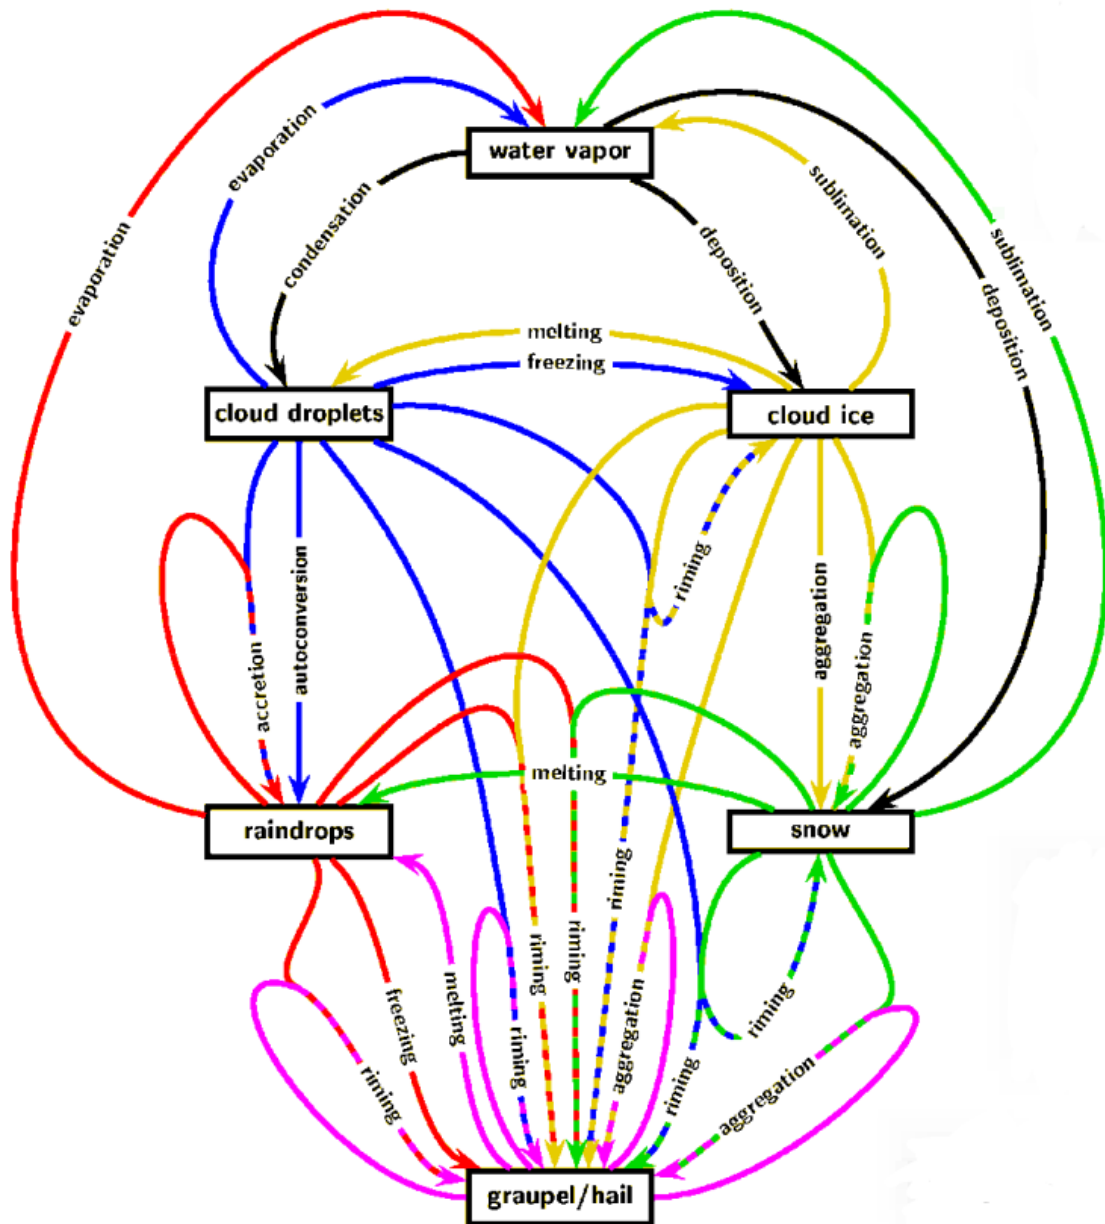 water vapor
evaporation
evaporation
condensation
deposition
sublimation
sublimation
deposition
melting
freezing
cloud droplets
cloud ice
riming
accretion
autoconversion
aggregation
aggregation
melting
raindrops
snow
riming
freezing
melting
riming
riming
riming
riming
aggregation
riming
riming
aggregation
graupel/hail